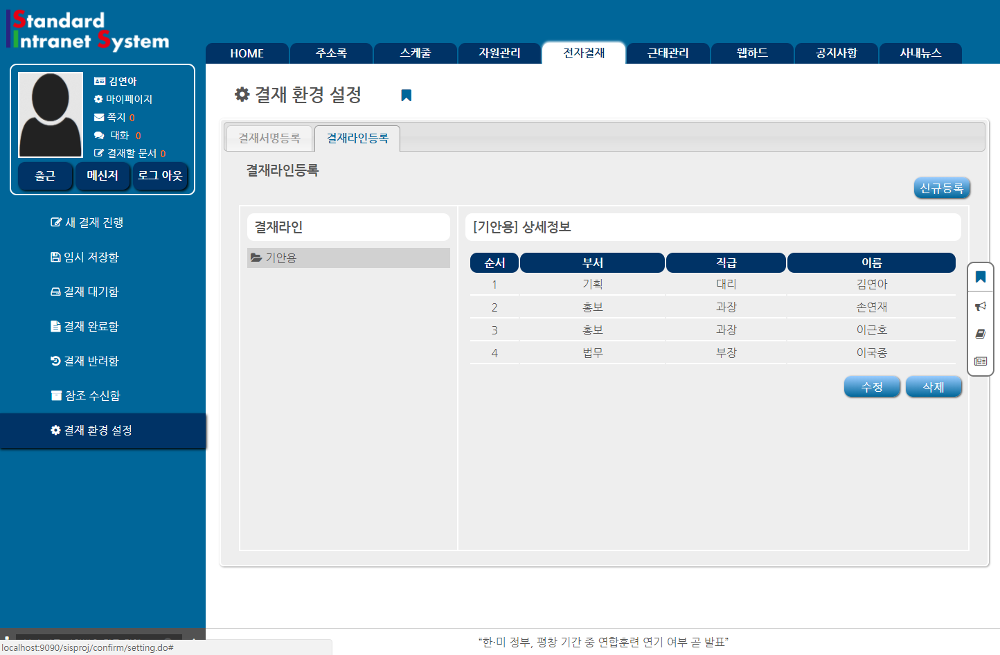 Standard
Intranet System
HOME
주소록
스케줄
자원관리
전자결재
근태관리
웹하드
공지사항
사내뉴스
김연아
마이페이지
쪽지 0
대화 0
결재할 문서 0
출근
메신저
로그 아웃
새 결재 진행
임시 저장함
결재 대기함
결재 완료함
결재 반려함
참조 수신함
결재 환경 설정
결재 환경 설정
결재서명등록
결재라인등록
결재라인등록
신규등록
결재라인
기안용
[기안용] 상세정보
순서 부서 직급 이름
1 기획 대리 김연아
2 홍보 과장 손연재
3 홍보 과장 이근호
4 법무 부장 이국종
수정
삭제
“한·미 정부, 평창 기간 중 연합훈련 연기 여부 곧 발표”
localhost:9090/sisproj/confirm/setting.do#